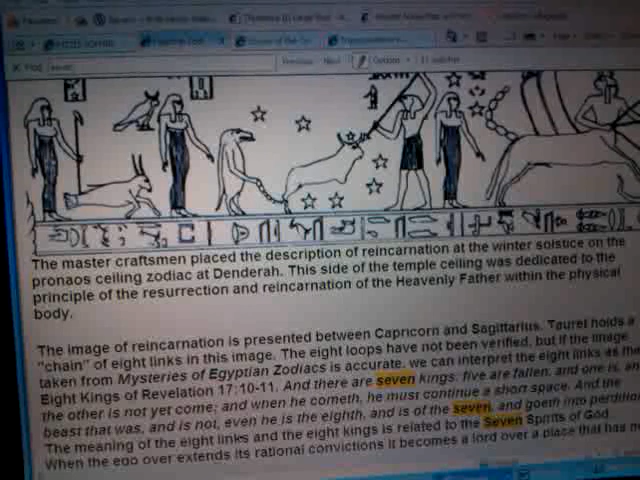 Find seven
Previous Next Options
The master craftsmen placed the description of reincarnation at the winter solstice on the
pronaos ceiling zodiac at Denderah. This side of the temple ceiling was dedicated to the
principle of the resurrection and reincarnation of the Heavenly Father within the physical
body.
The image of reincarnation is presented between Capricorn and Sagittarius. Tauret holds a
"chain" of eight links in this image. The eight loops have not been verified, but if the image
taken from Mysteries of Egyptian Zodiacs is accurate, we can interpret the eight links as the
Eight Kings of Revelation 17:10-11. And there are seven kings: five are fallen, and one is, and
the other is not yet come; and when he cometh, he must continue a short space. And the
beast that was, and is not, even he is the eighth, and is of the seven, and goeth into perdition
The meaning of the eight links and the eight kings is related to the Seven Spirits of God.
When the ego over extends its rational convictions it becomes a lord over a place that has